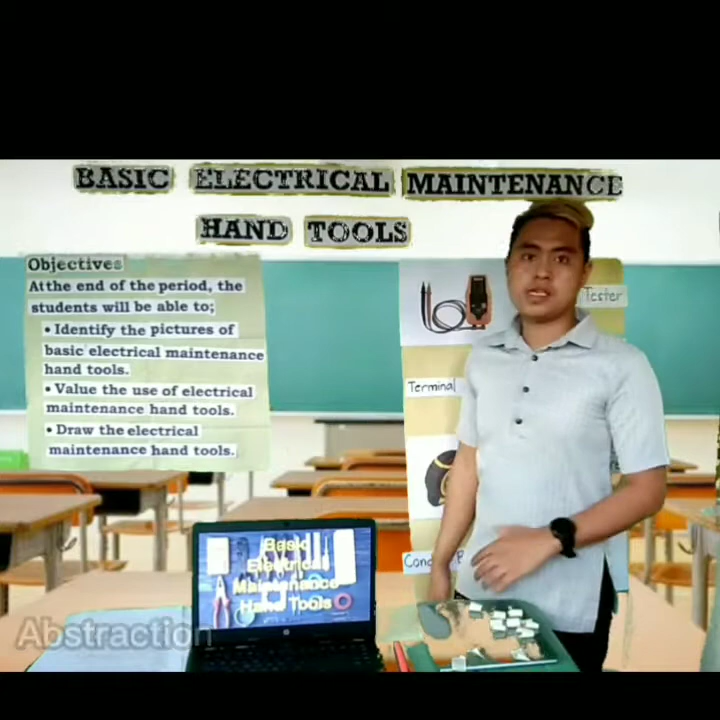 BASIC ELECTRICAL MAINTENANCE
HAND TOOLS
Objectives
At the end of the period, the
students will be able to;
• Identify the pictures of
basic electrical maintenance
hand tools.
• Value the use of electrical
maintenance hand tools.
• Draw the electrical
maintenance hand tools.
Tester
Terminal
Basic
Electrical
Maintenance
Hand Tools
Abstraction